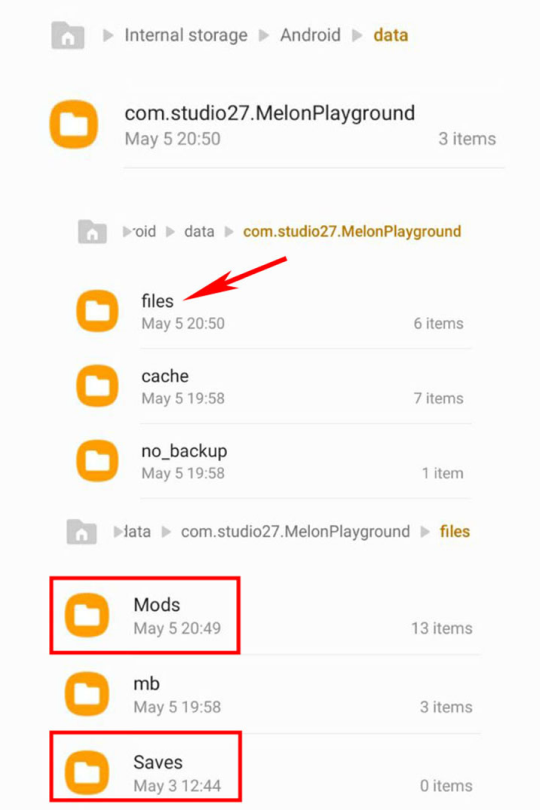 Internal storage Android data
com.studio27.MelonPlayground
May 5 20:50 3 items
roid data com.studio27.MelonPlayground
files
May 5 20:50 6 items
cache
May 5 19:58 7 items
no_backup
May 5 19:58 1 item
data com.studio27.MelonPlayground files
Mods
May 5 20:49 13 items
mb
May 5 19:58 3 items
Saves
May 3 12:44 0 items